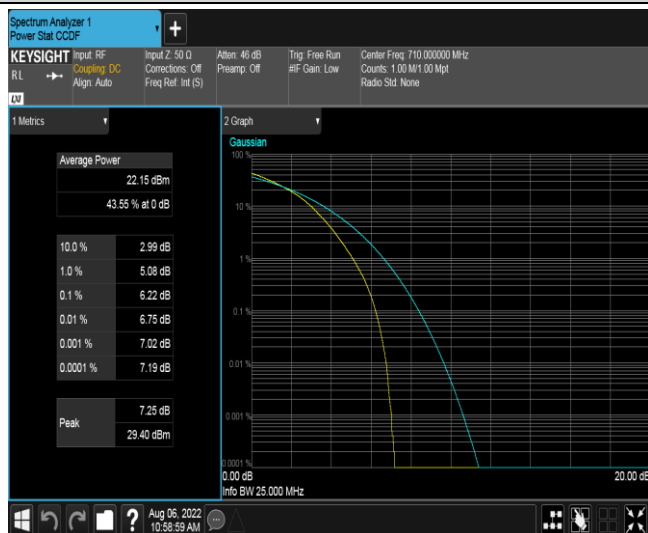 Spectrum Analyzer 1
Power Stat CCDF
+
KEYSIGHT Input: RF Input Z: 50 Ω Atten: 46 dB Trig: Free Run Center Freq: 710.000000 MHz
RL Coupling: DC Corrections: Off Preamp: Off #IF Gain: Low Counts: 1.00 M/1.00 Mpt
Align: Auto Freq Ref: Int (S) Radio Std: None
LXI
1 Metrics
Average Power
22.15 dBm
43.55 % at 0 dB
10.0 % 2.99 dB
1.0 % 5.08 dB
0.1 % 6.22 dB
0.01 % 6.75 dB
0.001 % 7.02 dB
0.0001 % 7.19 dB
Peak 7.25 dB
29.40 dBm
2 Graph
Gaussian
100 %
10 %
1 %
0.1 %
0.01 %
0.001 %
0.0001 %
0.00 dB 20.00 dB
Info BW 25.000 MHz
? Aug 06, 2022
10:58:59 AM